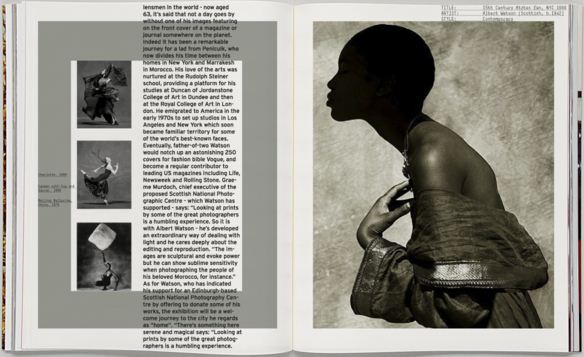 lensmen in the world - now aged
63, it's said that not a day goes by
without one of his images featuring
on the front cover of a magazine or
journal somewhere on the planet.
Indeed it has been a remarkable
journey for a lad from Penicuik, who
now divides his time between his
homes in New York and Marrakesh
in Morocco. His love of the arts was
nurtured at the Rudolph Steiner
school, providing a platform for his
studies at Duncan of Jordanstone
College of Art in Dundee and then
at the Royal College of Art in Lon-
don. He emigrated to America in the
early 1970s to set up studios in Los
Angeles and New York which soon
became familiar territory for some
of the world's best-known faces.
Eventually, father-of-two Watson
would notch up an astonishing 250
covers for fashion bible Vogue, and
become a regular contributor to
leading US magazines including Life,
Newsweek and Rolling Stone. Grae-
me Murdoch, chief executive of the
proposed Scottish National Photo-
graphic Centre - which Watson has
supported - says: "Looking at prints
by some of the great photographers
is a humbling experience. So it is
with Albert Watson - he's developed
an extraordinary way of dealing with
light and he cares deeply about the
editing and reproduction. "The im-
ages are sculptural and evoke power
but he can show sublime sensitivity
when photographing the people of
his beloved Morocco, for instance."
As for Watson, who has indicated
his support for an Edinburgh-based
Scottish National Photography Cen-
tre by offering to donate some of his
works, the exhibition will be a wel-
come journey to the city he regards
as "home". "There's something here
serene and magical says: "Looking at
prints by some of the great photog-
raphers is a humbling experience.
TITLE:
ARTIST: Albert Watson (Scottish, b.1942)
STYLE: Contemporary